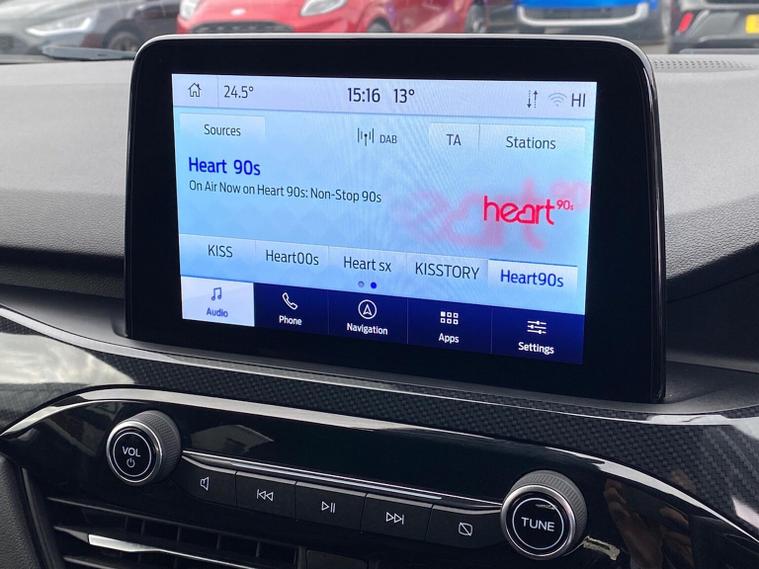 24.5° 15:16 13° HI
Sources DAB TA Stations
Heart 90s
On Air Now on Heart 90s: Non-Stop 90s
heart 90s
KISS Heart00s Heart sx KISSTORY Heart90s
Audio Phone Navigation Apps Settings
VOL
TUNE